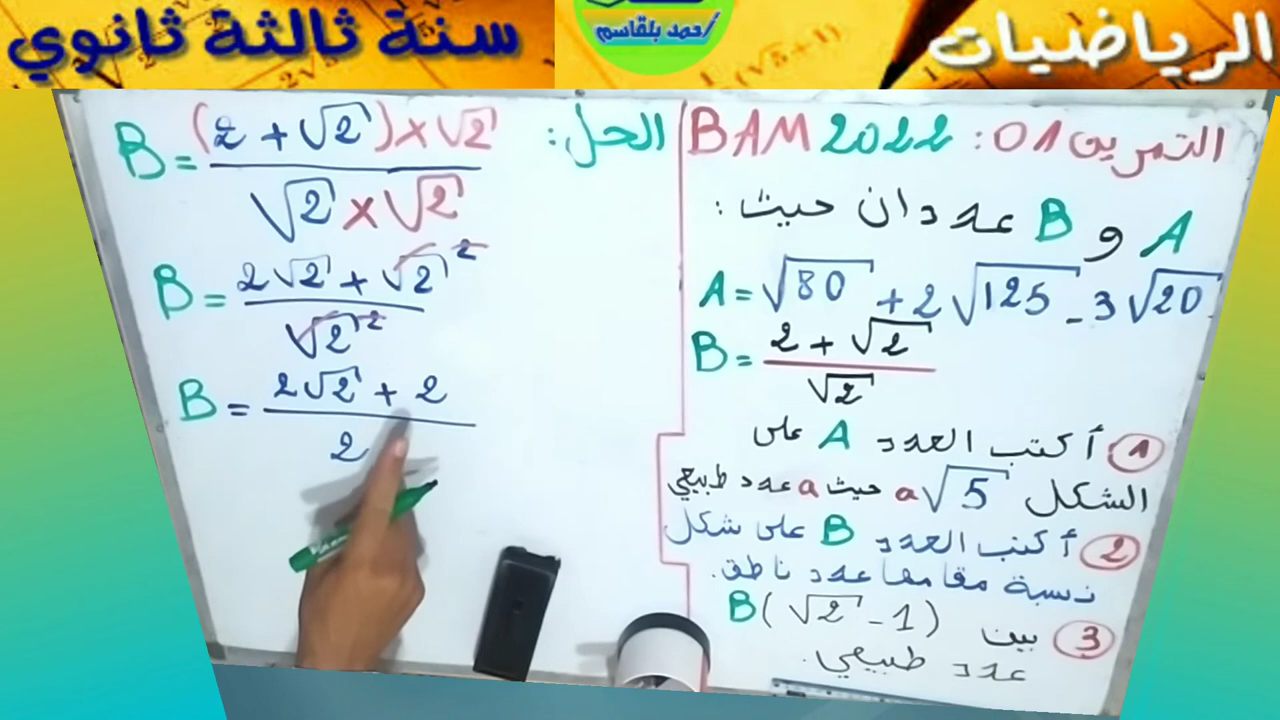 الرياضيات
أحمد بلقاسم
سنة ثالثة ثانوي
التمرين 01: BAM 2022
A و B عددان حيث:
A = √80 + 2√125 - 3√20
B = (2 + √2) / √2
1 أكتب العدد A على
الشكل a√5 حيث a عدد طبيعي
2 أكتب العدد B على شكل
نسبة مقامها عدد ناطق.
3 بين B(√2 - 1)
عدد طبيعي.
الحل:
B = ((2 + √2) × √2) / (√2 × √2)
B = (2√2 + √2²) / √2²
B = (2√2 + 2) / 2